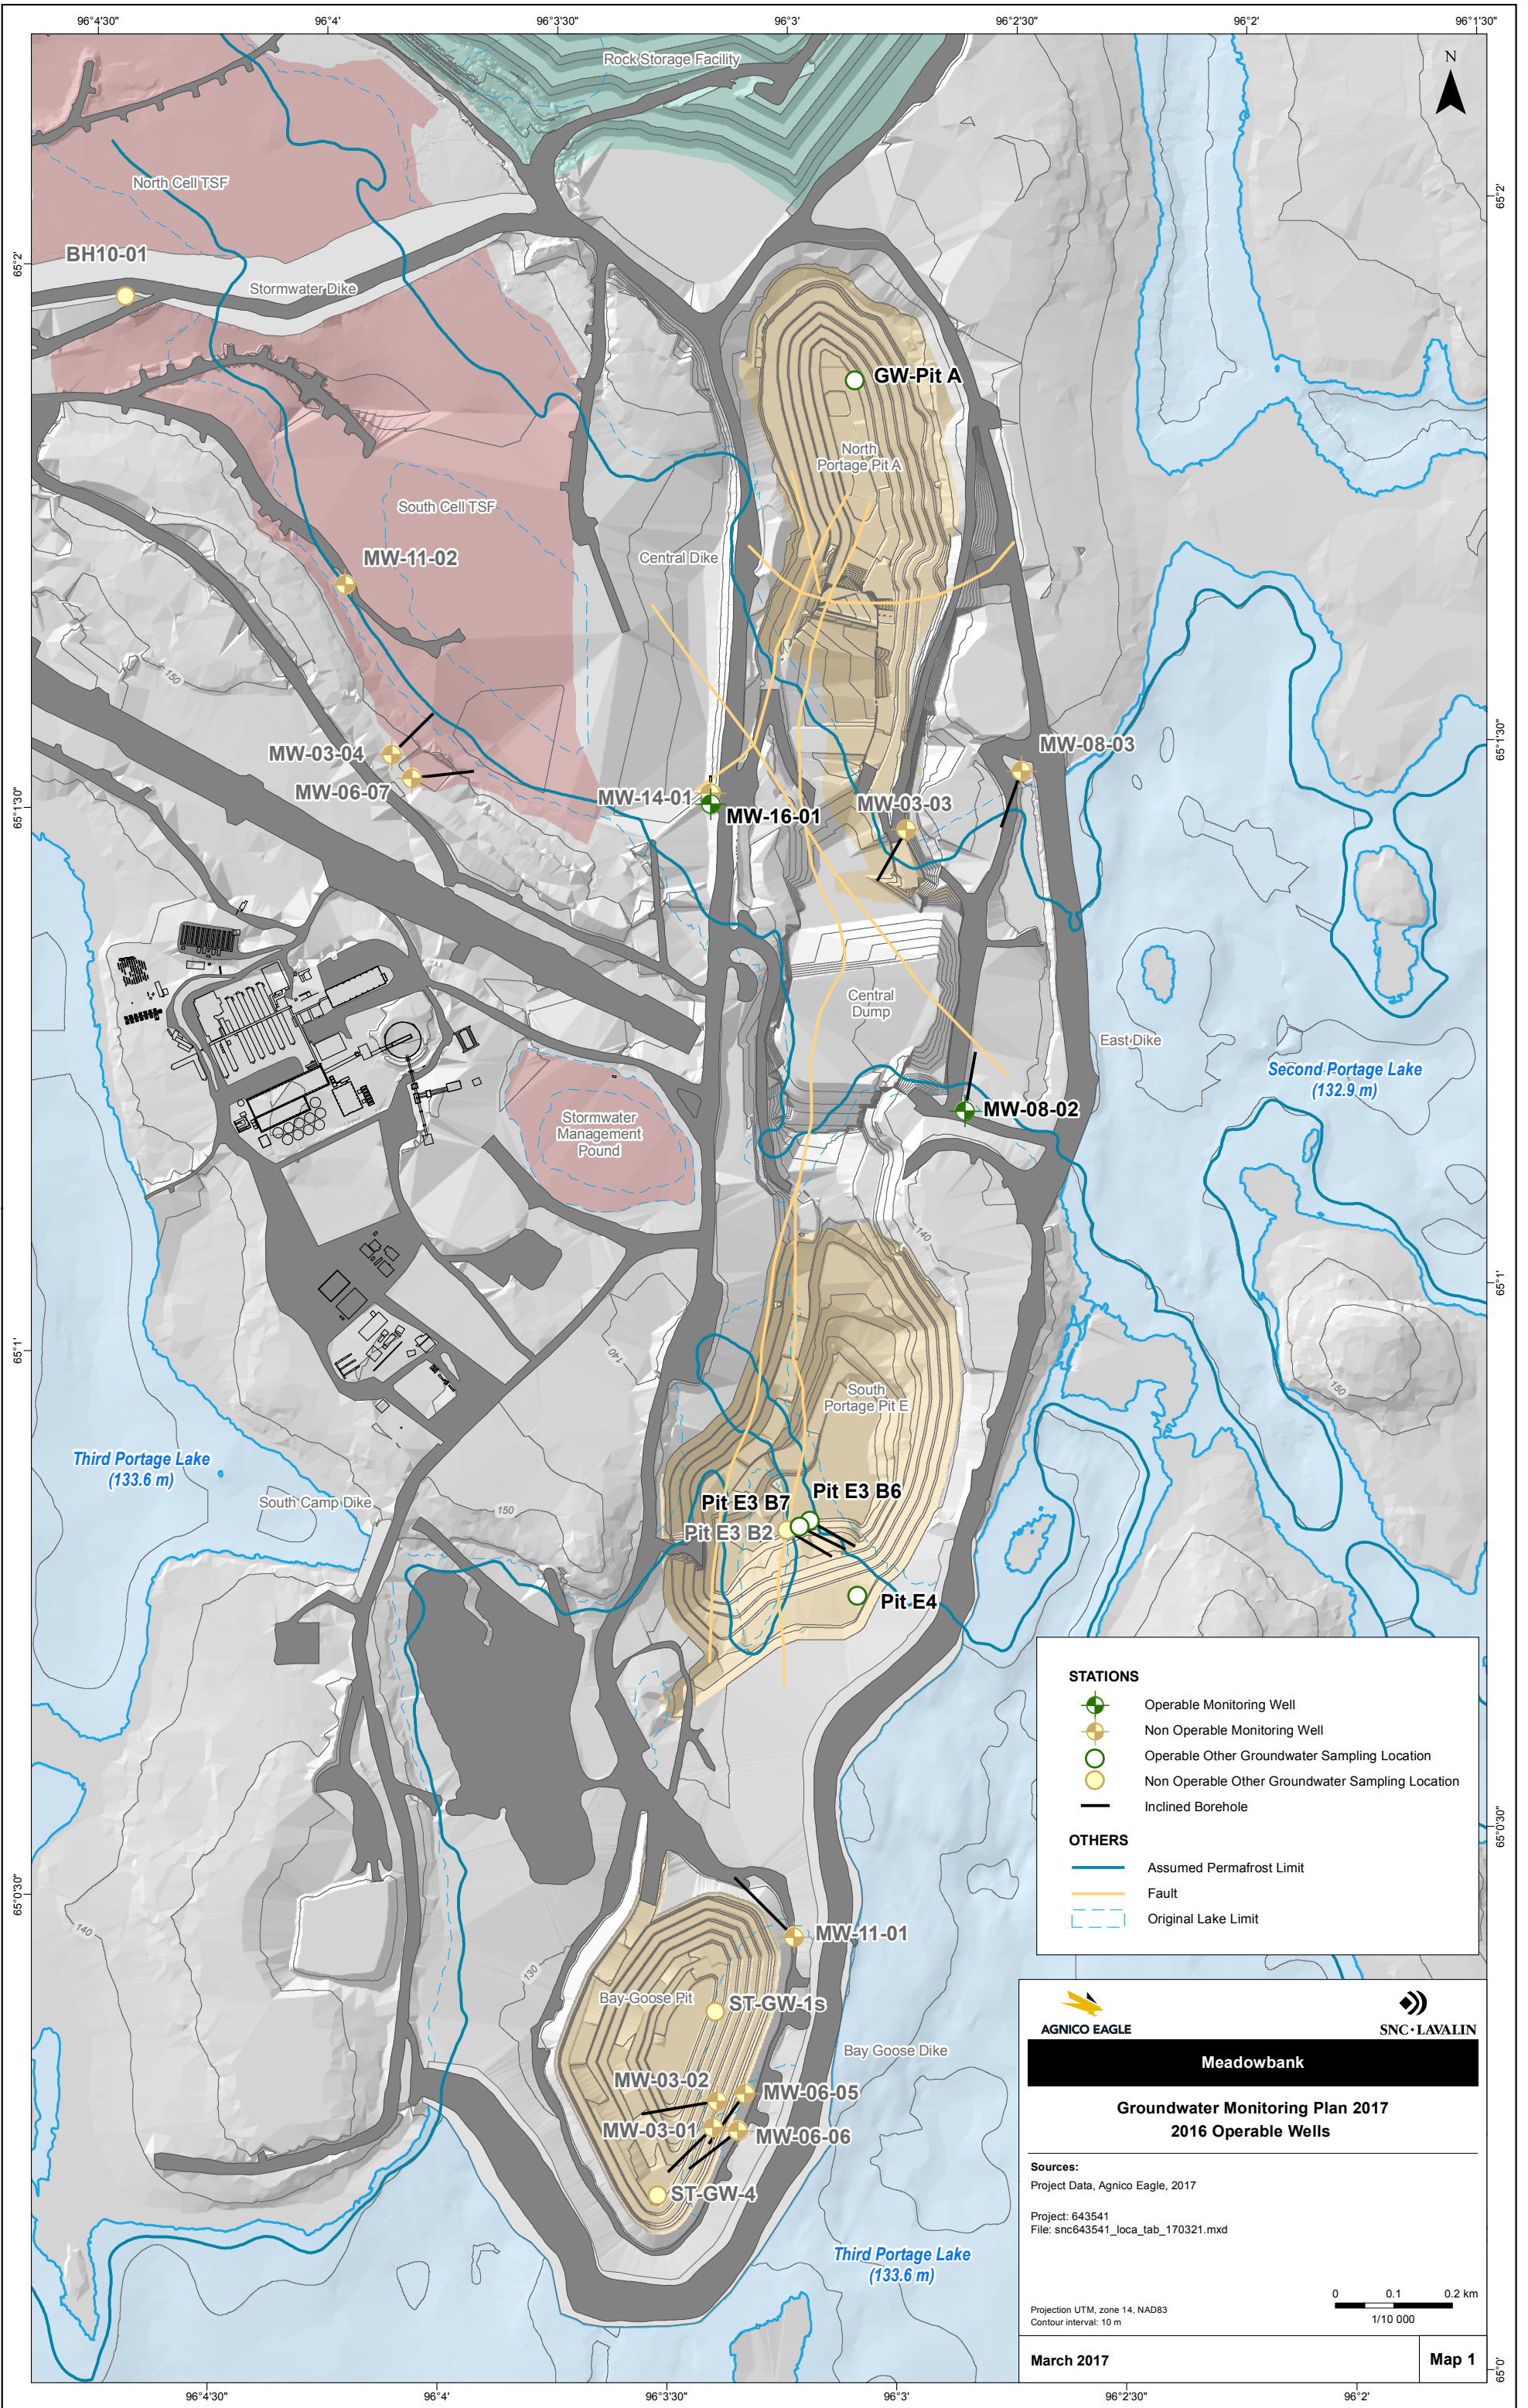 96°4'30"
96°4'
96°3'30"
96°3'
96°2'30"
96°2'
96°1'30"
Rock Storage Facility
N
North Cell TSF
65°2'
65°2'
BH10-01
Stormwater Dike
GW-Pit A
North
Portage Pit A
South Cell TSF
Central Dike
MW-11-02
150
65°1'30"
MW-08-03
MW-03-04
MW-06-07
MW-14-01
MW-03-03
MW-16-01
65°1'30"
Central
Dump
East Dike
Second Portage Lake
(132.9 m)
MW-08-02
Stormwater
Management
Pound
140
65°1'
65°1'
140
150
South
Portage Pit E
Third Portage Lake
(133.6 m)
South Camp Dike
150
Pit E3 B7
Pit E3 B6
Pit E3 B2
Pit E4
STATIONS
Operable Monitoring Well
Non Operable Monitoring Well
Operable Other Groundwater Sampling Location
Non Operable Other Groundwater Sampling Location
Inclined Borehole
OTHERS
Assumed Permafrost Limit
Fault
Original Lake Limit
65°0'30"
65°0'30"
140
MW-11-01
130
Bay-Goose Pit
ST-GW-1s
Bay Goose Dike
MW-03-02
MW-06-05
MW-03-01
MW-06-06
ST-GW-4
Third Portage Lake
(133.6 m)
AGNICO EAGLE
SNC·LAVALIN
Meadowbank
Groundwater Monitoring Plan 2017
2016 Operable Wells
Sources:
Project Data, Agnico Eagle, 2017
Project: 643541
File: snc643541_loca_tab_170321.mxd
0 0.1 0.2 km
1/10 000
Projection UTM, zone 14, NAD83
Contour interval: 10 m
March 2017
Map 1
65°0'
96°4'30"
96°4'
96°3'30"
96°3'
96°2'30"
96°2'